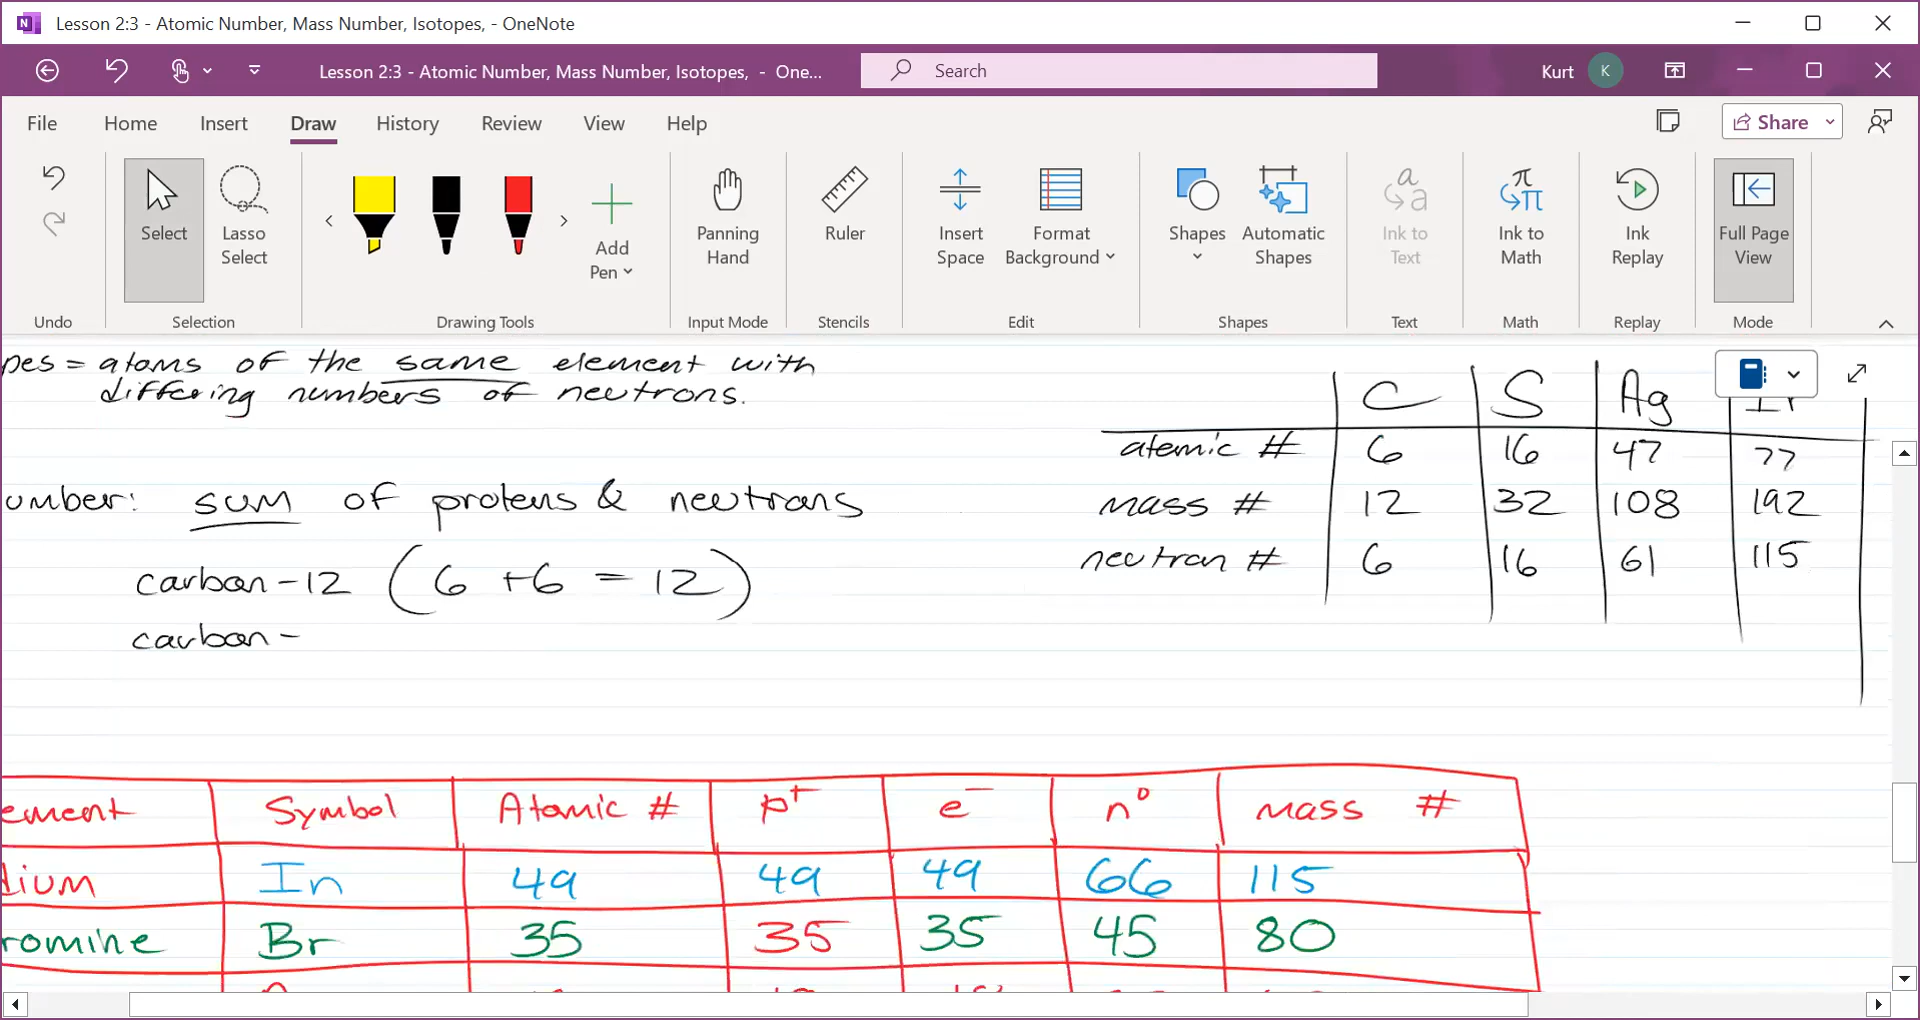 Lesson 2:3 - Atomic Number, Mass Number, Isotopes, - OneNote
Lesson 2:3 - Atomic Number, Mass Number, Isotopes, - One...
Search
Kurt K
File Home Insert Draw History Review View Help
Share
Select
Lasso Select
Add Pen
Panning Hand
Ruler
Insert Space
Format Background
Shapes
Automatic Shapes
Ink to Text
Ink to Math
Ink Replay
Full Page View
Undo Selection Drawing Tools Input Mode Stencils Edit Shapes Text Math Replay Mode
pes = atoms of the same element with
differing numbers of neutrons.
umber: sum of protens & neutrons
carbon-12 (6 +6 = 12)
carbon-
C S Ag Ir
atomic # 6 16 47 77
mass # 12 32 108 192
neutron # 6 16 61 115
ement Symbol Atomic # p+ e− n° mass #
dium In 49 49 49 66 115
romine Br 35 35 35 45 80